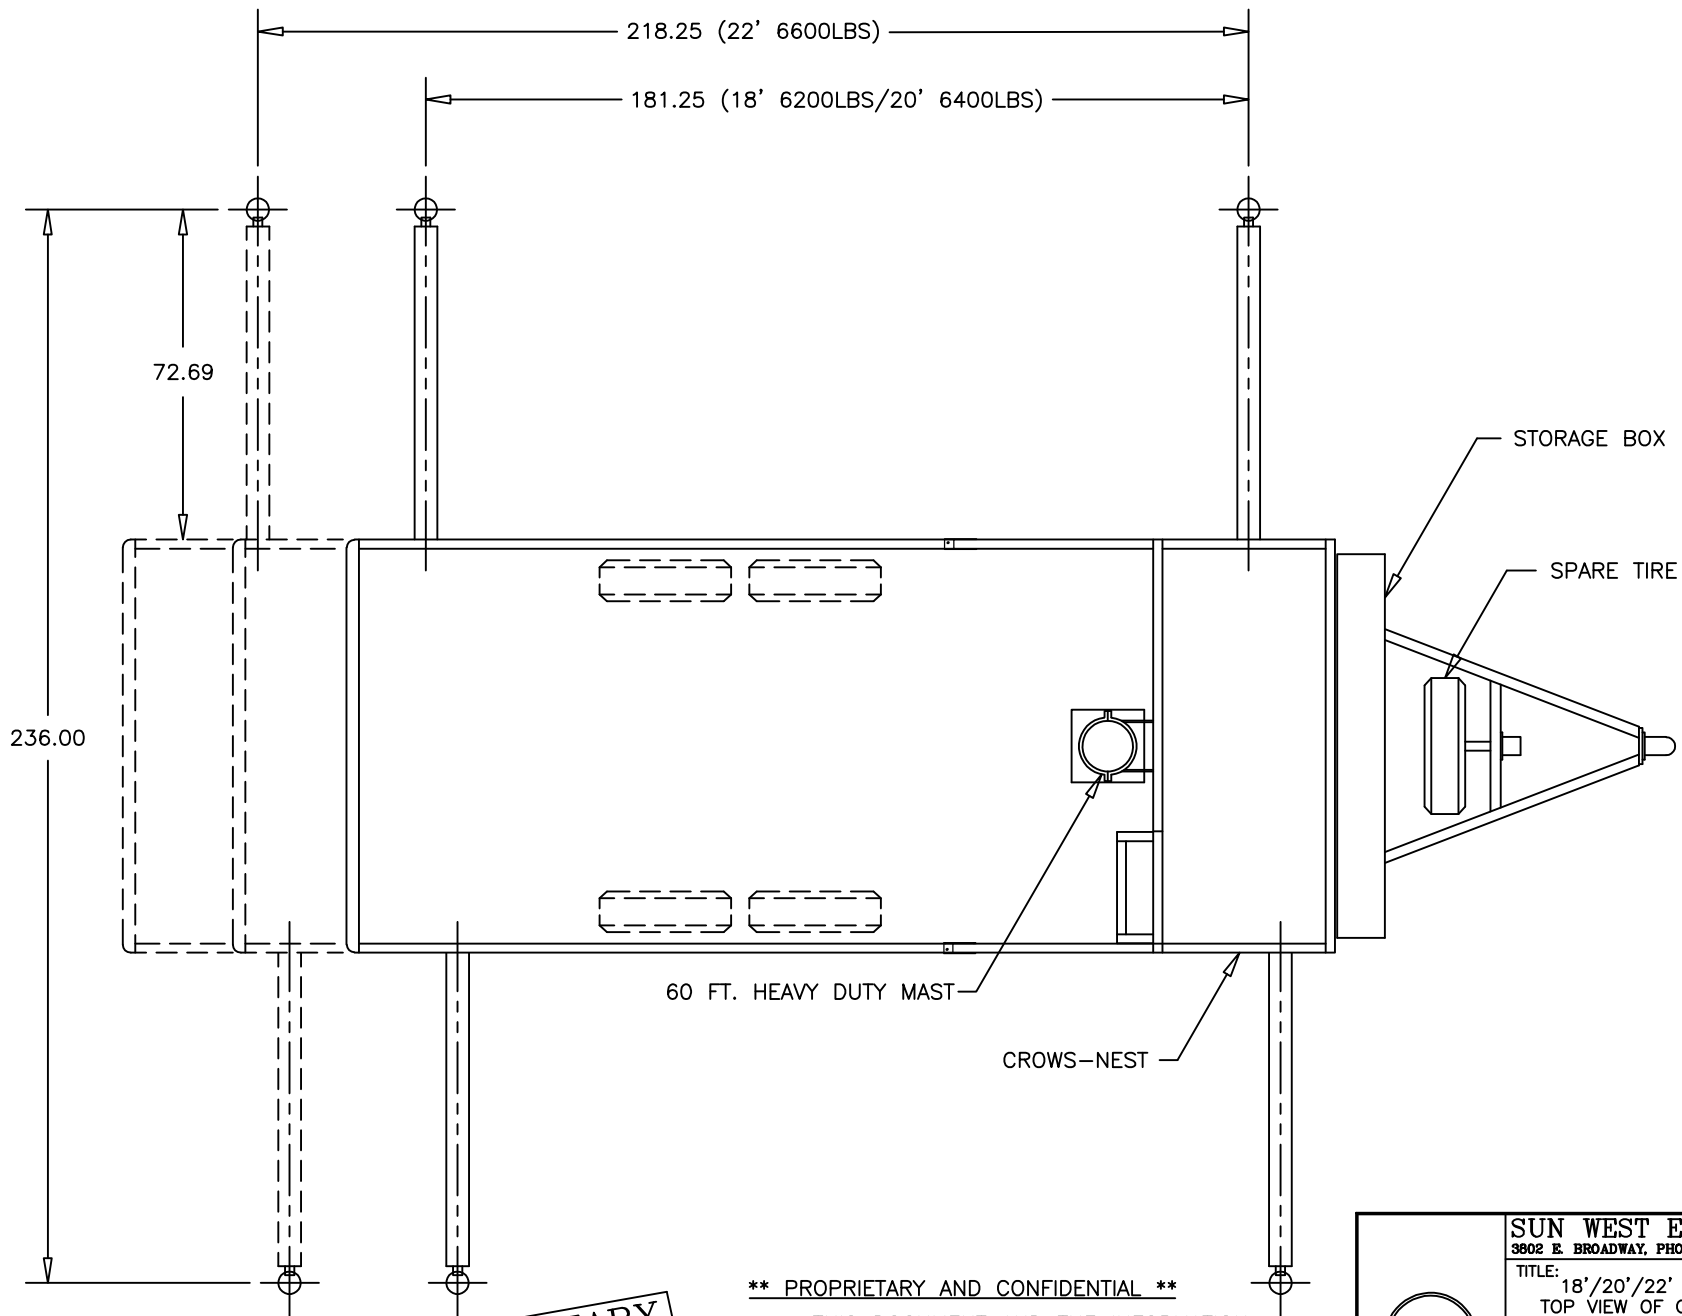 218.25 (22' 6600LBS)
181.25 (18' 6200LBS/20' 6400LBS)
72.69
STORAGE BOX
SPARE TIRE
236.00
60 FT. HEAVY DUTY MAST
CROWS-NEST
** PROPRIETARY AND CONFIDENTIAL **
SUN WEST
3802 E. BROADWAY,
TITLE:
18'/20'/22'
TOP VIEW OF